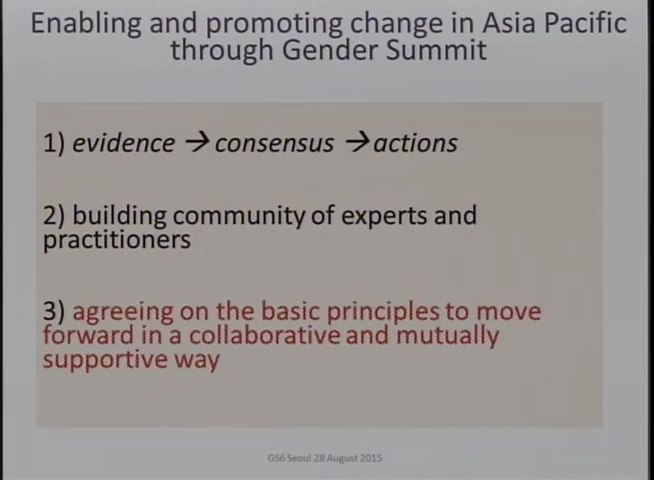 Enabling and promoting change in Asia Pacific
through Gender Summit
1) evidence → consensus → actions
2) building community of experts and
practitioners
3) agreeing on the basic principles to move
forward in a collaborative and mutually
supportive way
GS6 Seoul 28 August 2015